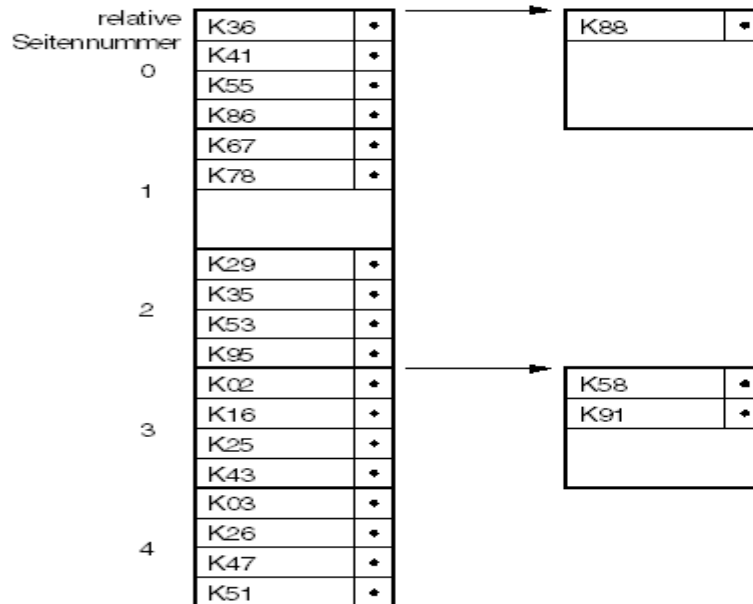 relative
Seitennummer
0
K36
K41
K55
K86
K88
1
K67
K78
2
K29
K35
K53
K95
3
K02
K16
K25
K43
K58
K91
4
K03
K26
K47
K51